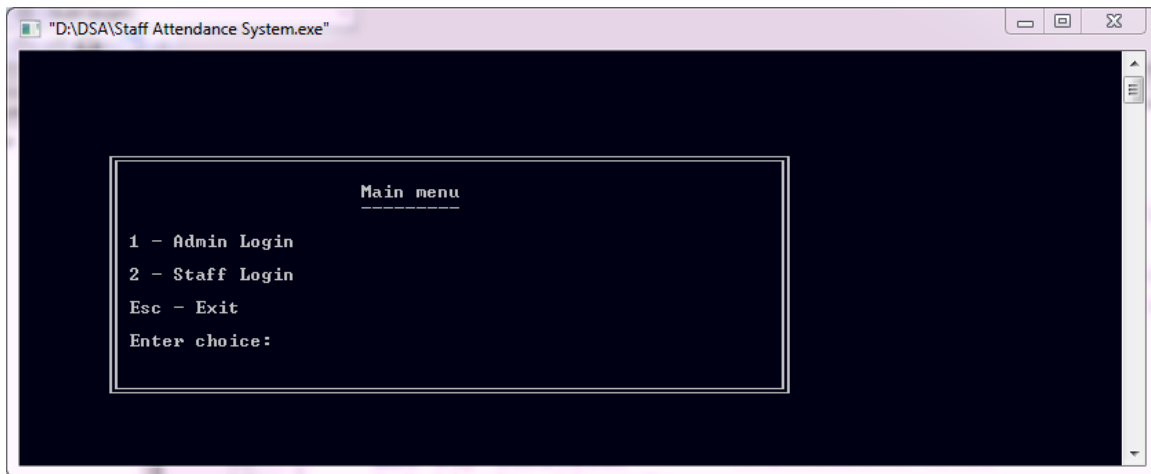 "D:\DSA\Staff Attendance System.exe"
Main menu
---------
1 - Admin Login
2 - Staff Login
Esc - Exit
Enter choice: